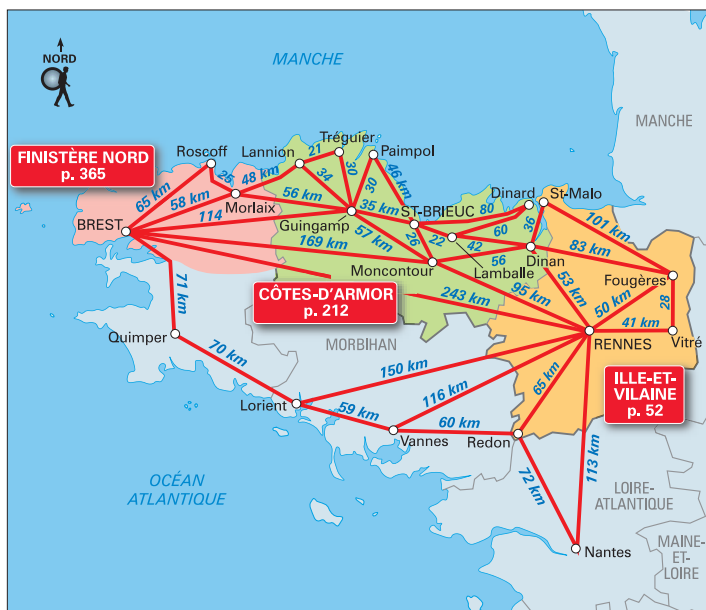 MANCHE
NORD
MANCHE
FINISTÈRE NORD
p. 365
Roscoff
Lannion
21
Tréguier
Paimpol
65 km
25
48 km
34
30
30
46 km
58 km
Morlaix
56 km
Guingamp
35 km
ST-BRIEUC
80
Dinard
St-Malo
BREST
114
22
60
36
101 km
169 km
57 km
26
42
83 km
Moncontour
56
Lamballe
Dinan
CÔTES-D'ARMOR
p. 212
243 km
95 km
53 km
50 km
Fougères
28
71 km
Quimper
MORBIHAN
RENNES
41 km
Vitré
70 km
150 km
116 km
65 km
ILLE-ET-
VILAINE
p. 52
Lorient
59 km
Vannes
60 km
Redon
113 km
72 km
OCÉAN
ATLANTIQUE
LOIRE-
ATLANTIQUE
Nantes
MAINE-
ET-
LOIRE